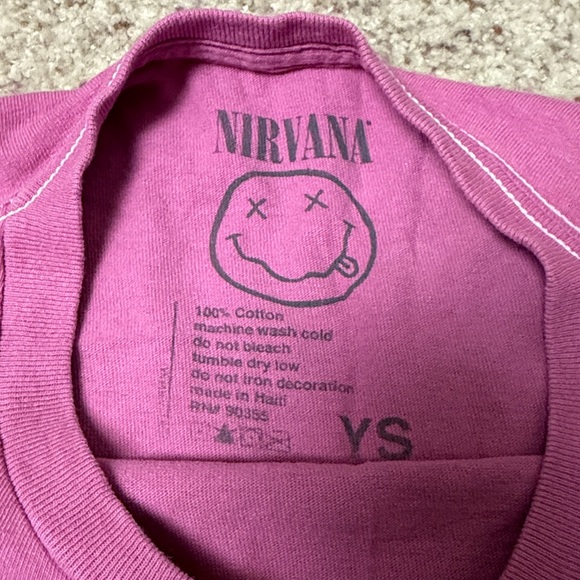 NIRVANA
100% Cotton
machine wash cold
do not bleach
tumble dry low
do not iron decoration
made in Haiti
RN# 90355
YS